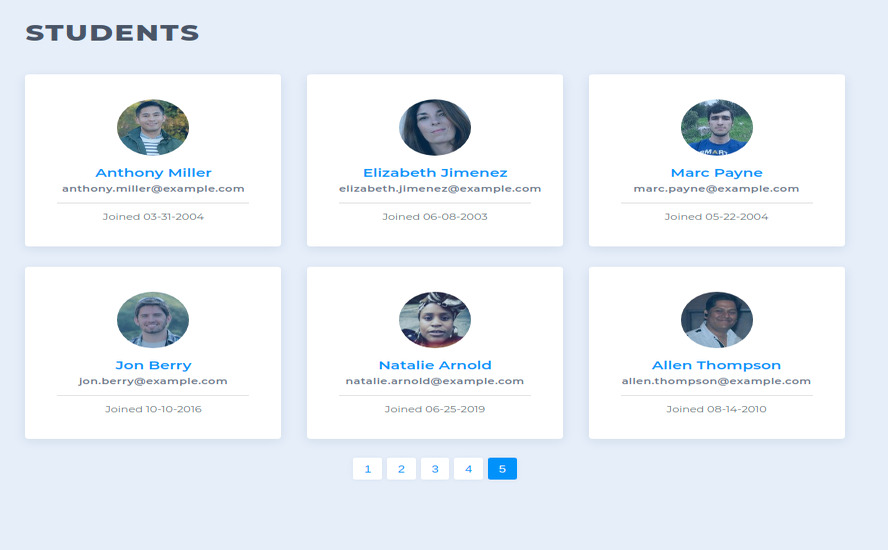 STUDENTS
Anthony Miller
anthony.miller@example.com
Joined 03-31-2004
Elizabeth Jimenez
elizabeth.jimenez@example.com
Joined 06-08-2003
Marc Payne
marc.payne@example.com
Joined 05-22-2004
Jon Berry
jon.berry@example.com
Joined 10-10-2016
Natalie Arnold
natalie.arnold@example.com
Joined 06-25-2019
Allen Thompson
allen.thompson@example.com
Joined 08-14-2010
1 2 3 4 5